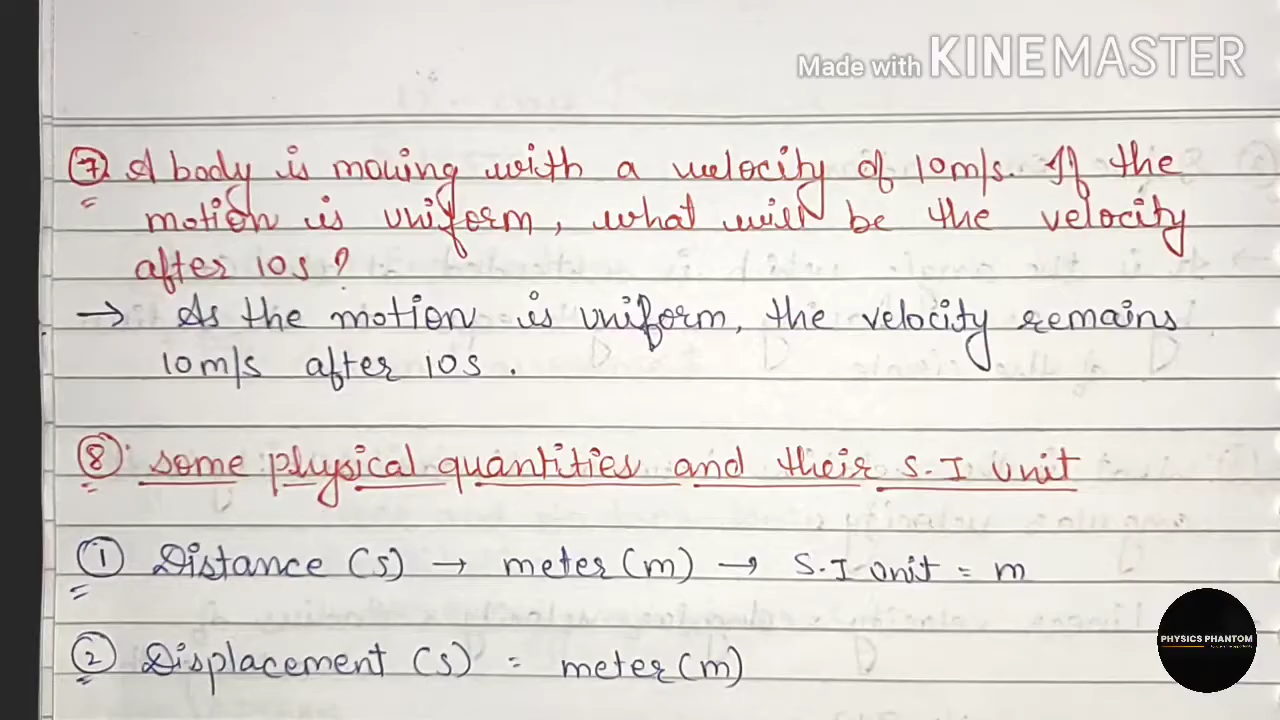 Made with KINEMASTER
7. A body is moving with a velocity of 10m/s. If the
motion is uniform, what will be the velocity
after 10s?
→ As the motion is uniform, the velocity remains
10m/s after 10s.
8. some physical quantities and their S.I Unit
1 Distance (s) → meter (m) → S.I unit = m
2 Displacement (s) = meter (m)
PHYSICS PHANTOM